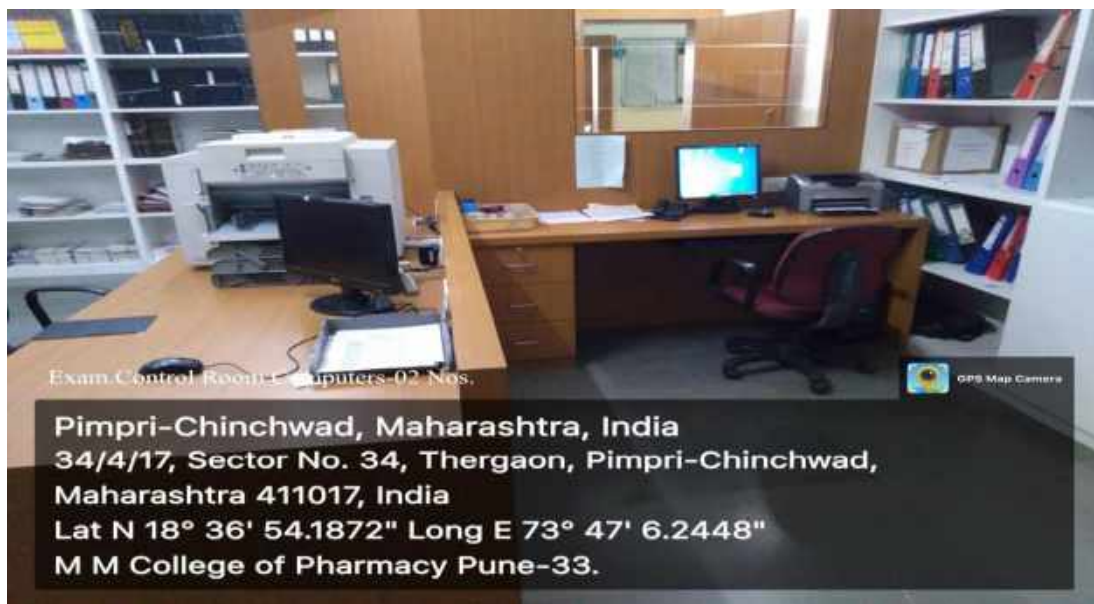 Exam.Control Room Computers-02 Nos.
GPS Map Camera
Pimpri-Chinchwad, Maharashtra, India
34/4/17, Sector No. 34, Thergaon, Pimpri-Chinchwad,
Maharashtra 411017, India
Lat N 18° 36' 54.1872" Long E 73° 47' 6.2448"
M M College of Pharmacy Pune-33.